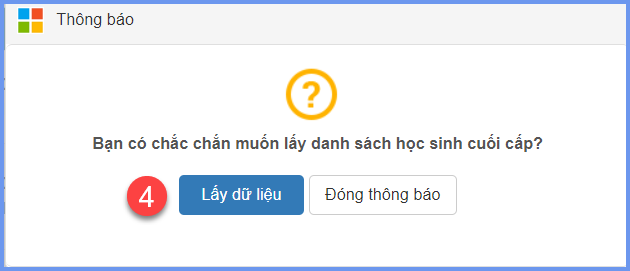 Thông báo
?
Bạn có chắc chắn muốn lấy danh sách học sinh cuối cấp?
4 Lấy dữ liệu Đóng thông báo